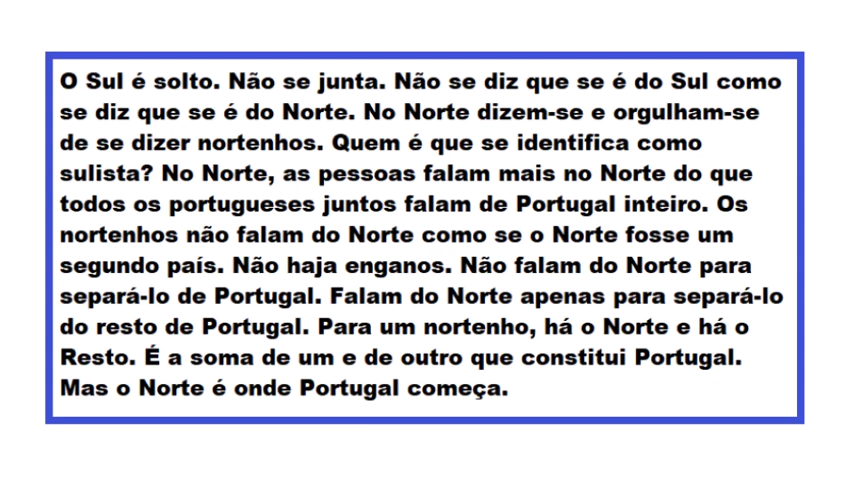 O Sul é solto. Não se junta. Não se diz que se é do Sul como
se diz que se é do Norte. No Norte dizem-se e orgulham-se
de se dizer nortenhos. Quem é que se identifica como
sulista? No Norte, as pessoas falam mais no Norte do que
todos os portugueses juntos falam de Portugal inteiro. Os
nortenhos não falam do Norte como se o Norte fosse um
segundo país. Não haja enganos. Não falam do Norte para
separá-lo de Portugal. Falam do Norte apenas para separá-lo
do resto de Portugal. Para um nortenho, há o Norte e há o
Resto. É a soma de um e de outro que constitui Portugal.
Mas o Norte é onde Portugal começa.